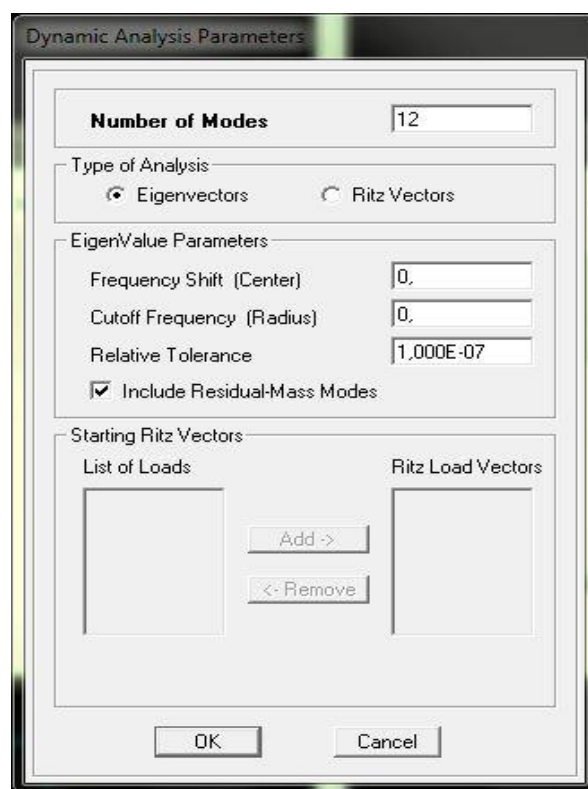 Dynamic Analysis Parameters
Number of Modes 12
Type of Analysis
Eigenvectors Ritz Vectors
EigenValue Parameters
Frequency Shift (Center) 0,
Cutoff Frequency (Radius) 0,
Relative Tolerance 1,000E-07
Include Residual-Mass Modes
Starting Ritz Vectors
List of Loads Ritz Load Vectors
Add ->
<- Remove
OK Cancel